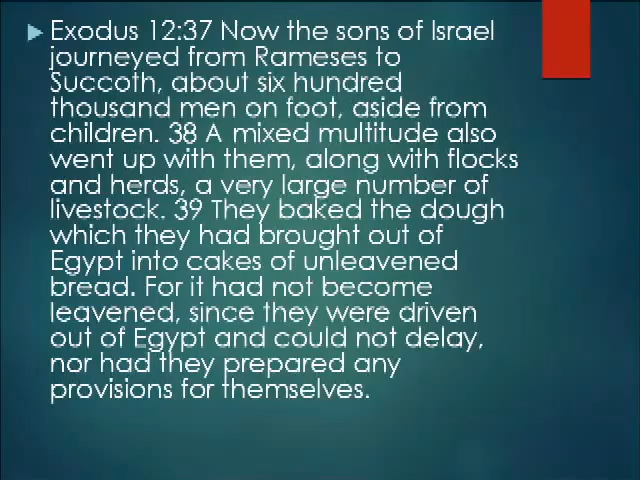 Exodus 12:37 Now the sons of Israel
journeyed from Rameses to
Succoth, about six hundred
thousand men on foot, aside from
children. 38 A mixed multitude also
went up with them, along with flocks
and herds, a very large number of
livestock. 39 They baked the dough
which they had brought out of
Egypt into cakes of unleavened
bread. For it had not become
leavened, since they were driven
out of Egypt and could not delay,
nor had they prepared any
provisions for themselves.